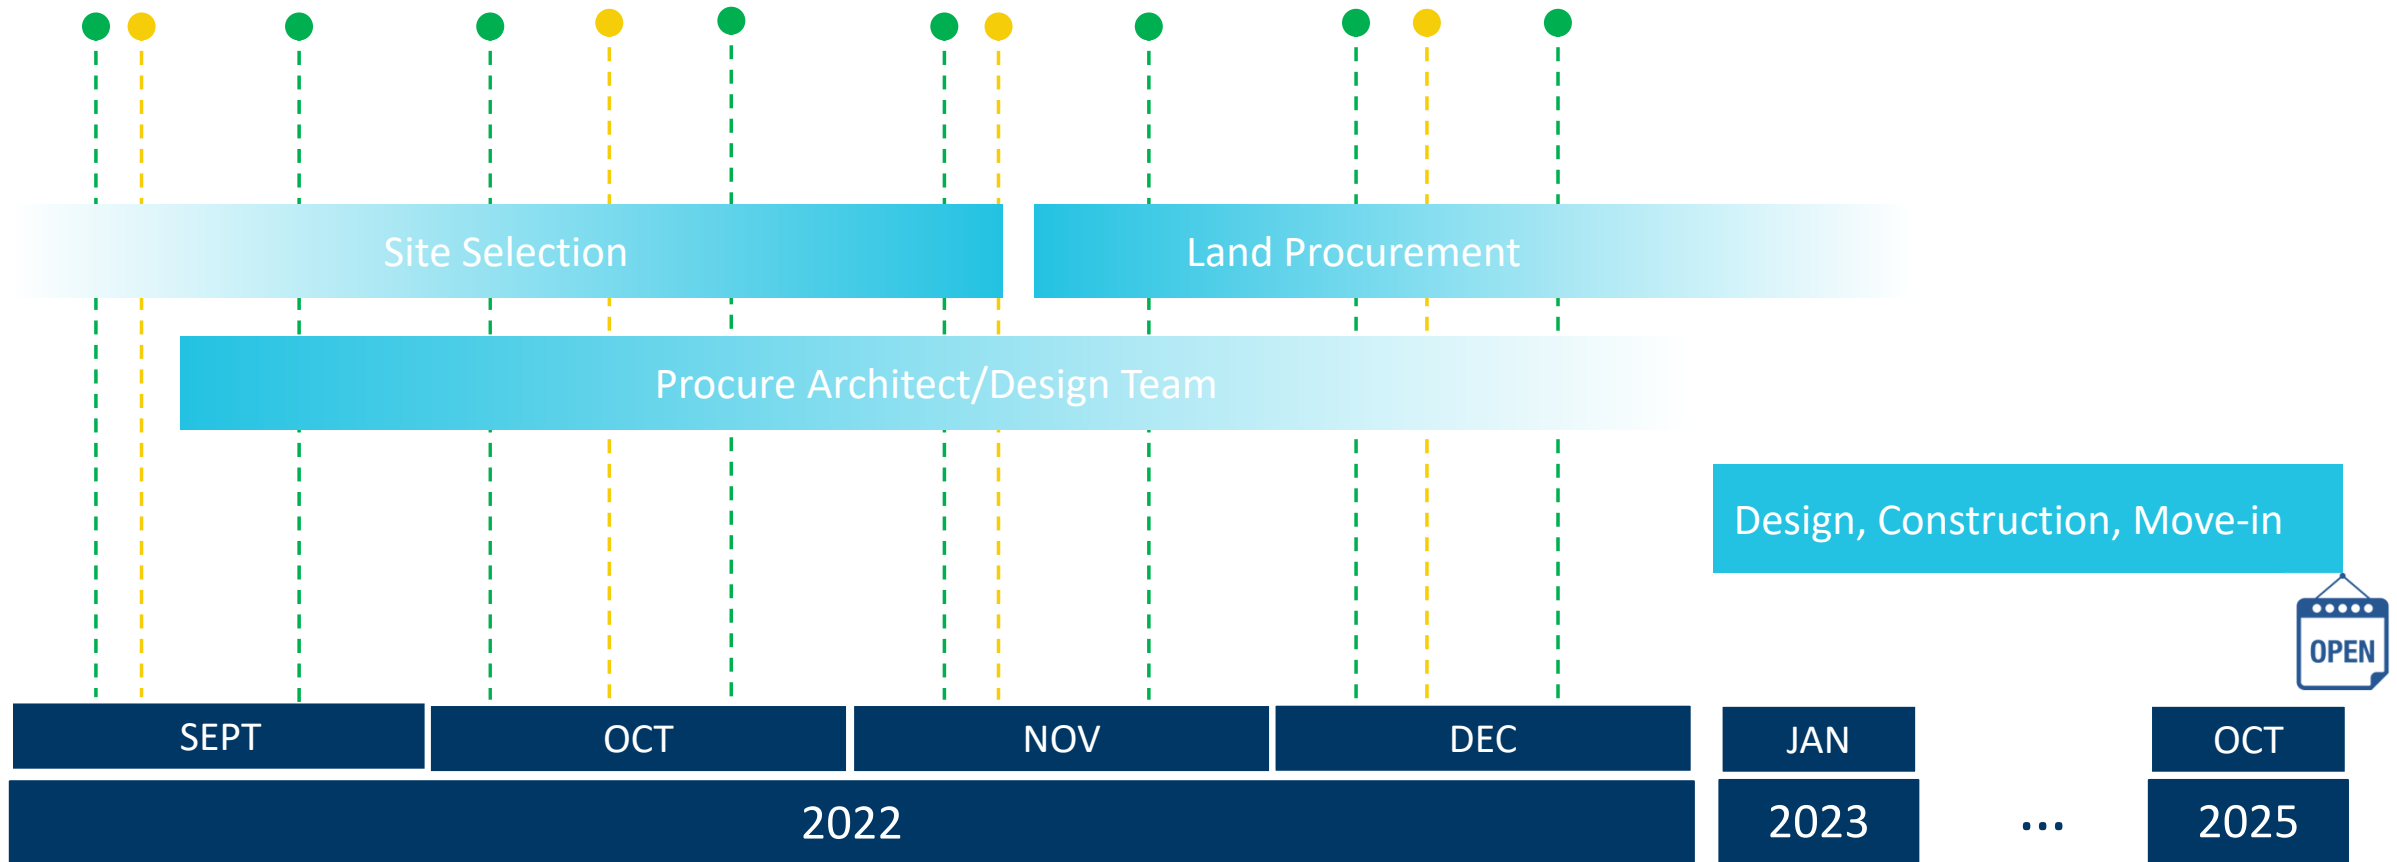 Site Selection
Land Procurement
Procure Architect/Design Team
Design, Construction, Move-in
OPEN
SEPT
OCT
NOV
DEC
JAN
OCT
2022
2023
...
2025